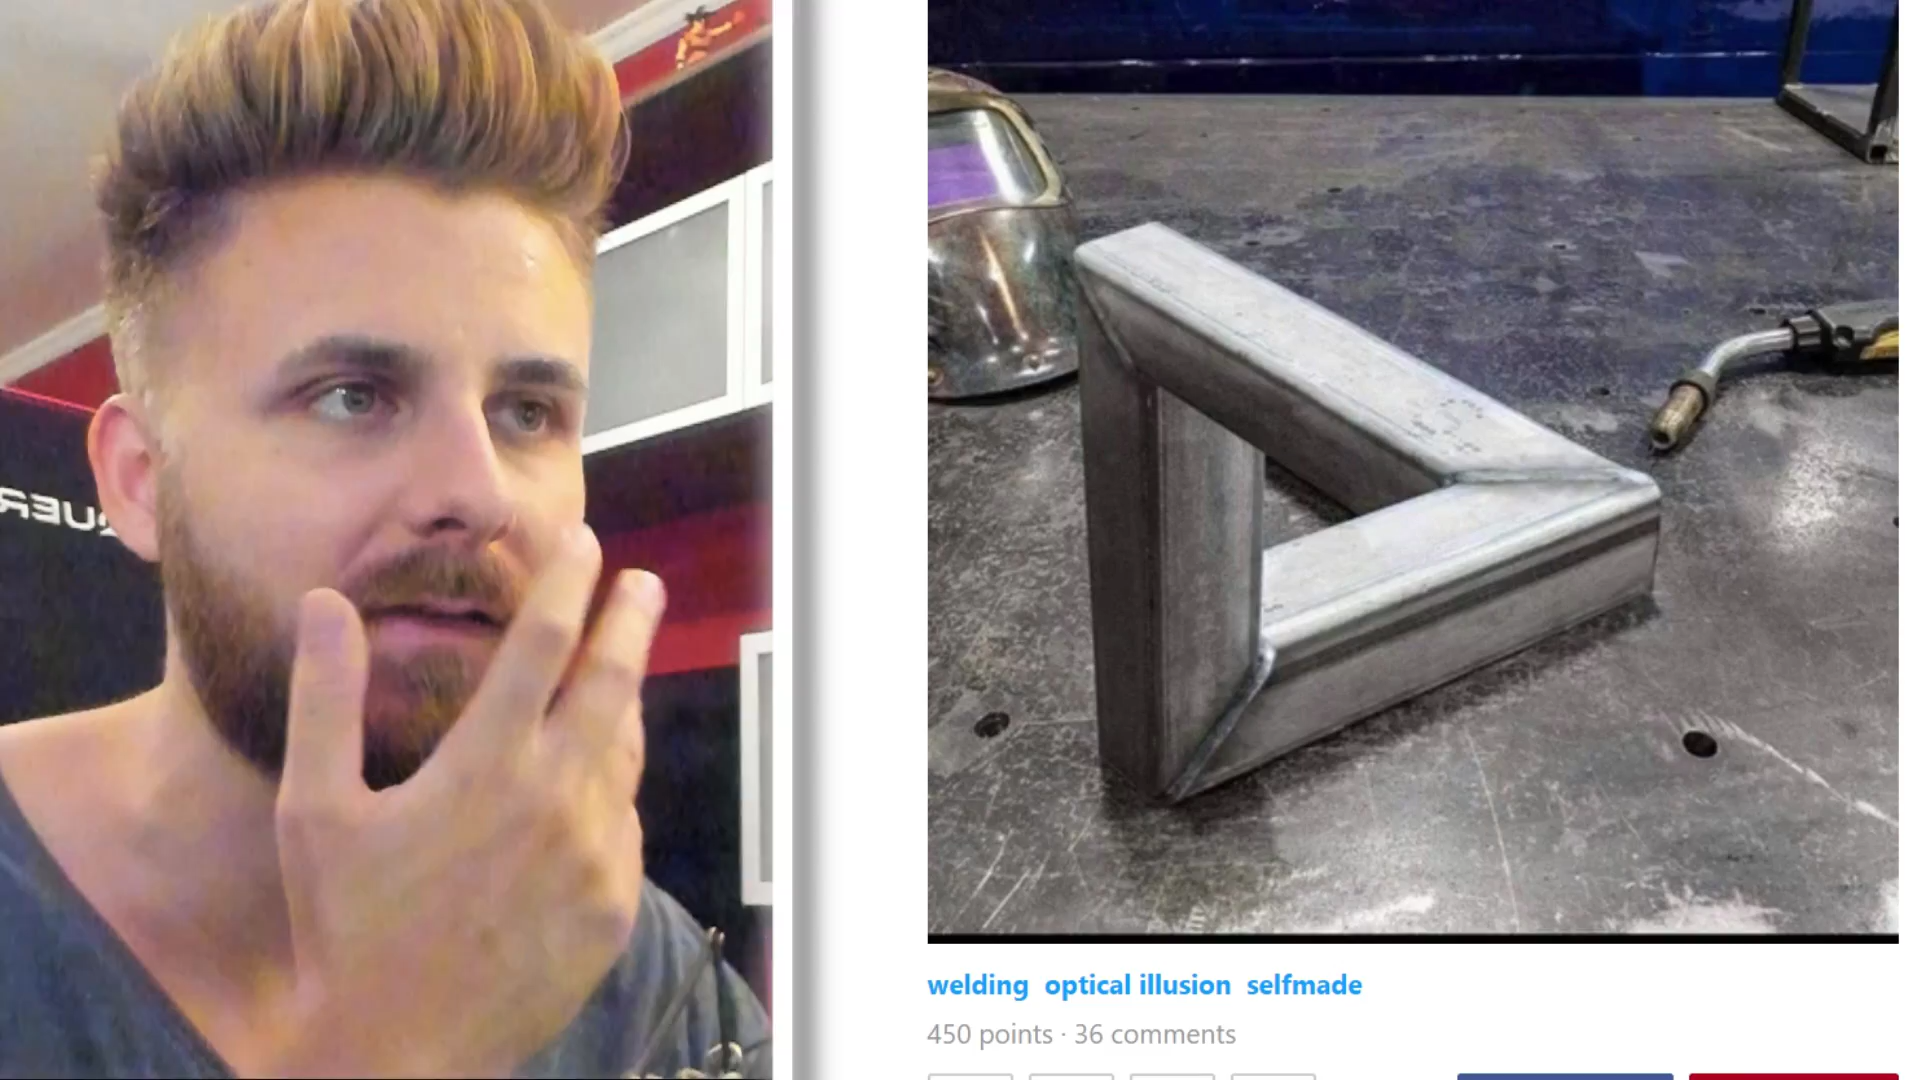 welding optical illusion selfmade
450 points · 36 comments